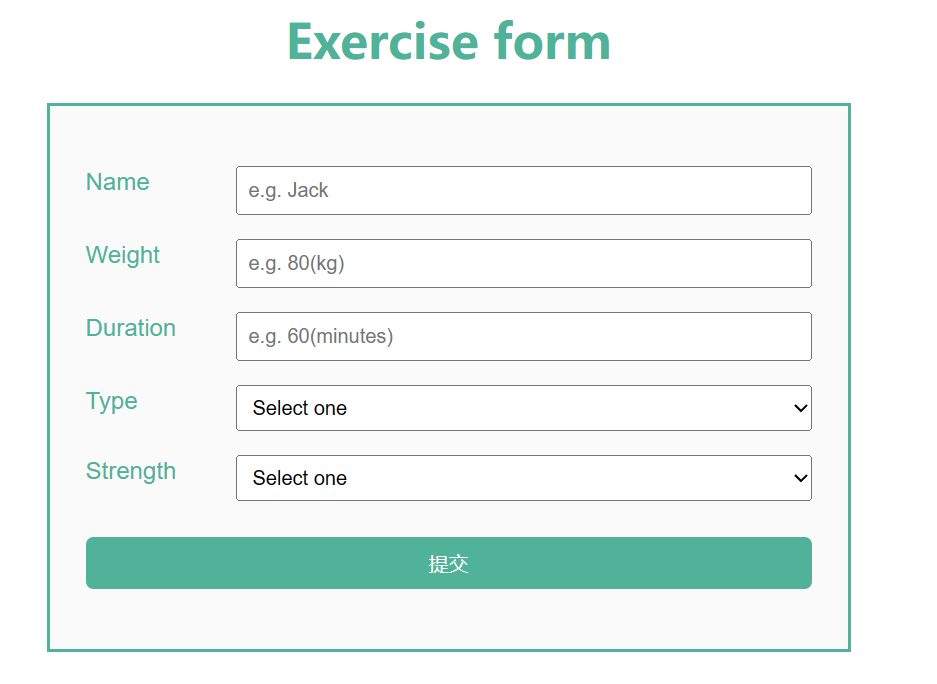 Exercise form
Name
e.g. Jack
Weight
e.g. 80(kg)
Duration
e.g. 60(minutes)
Type
Select one
Strength
Select one
提交